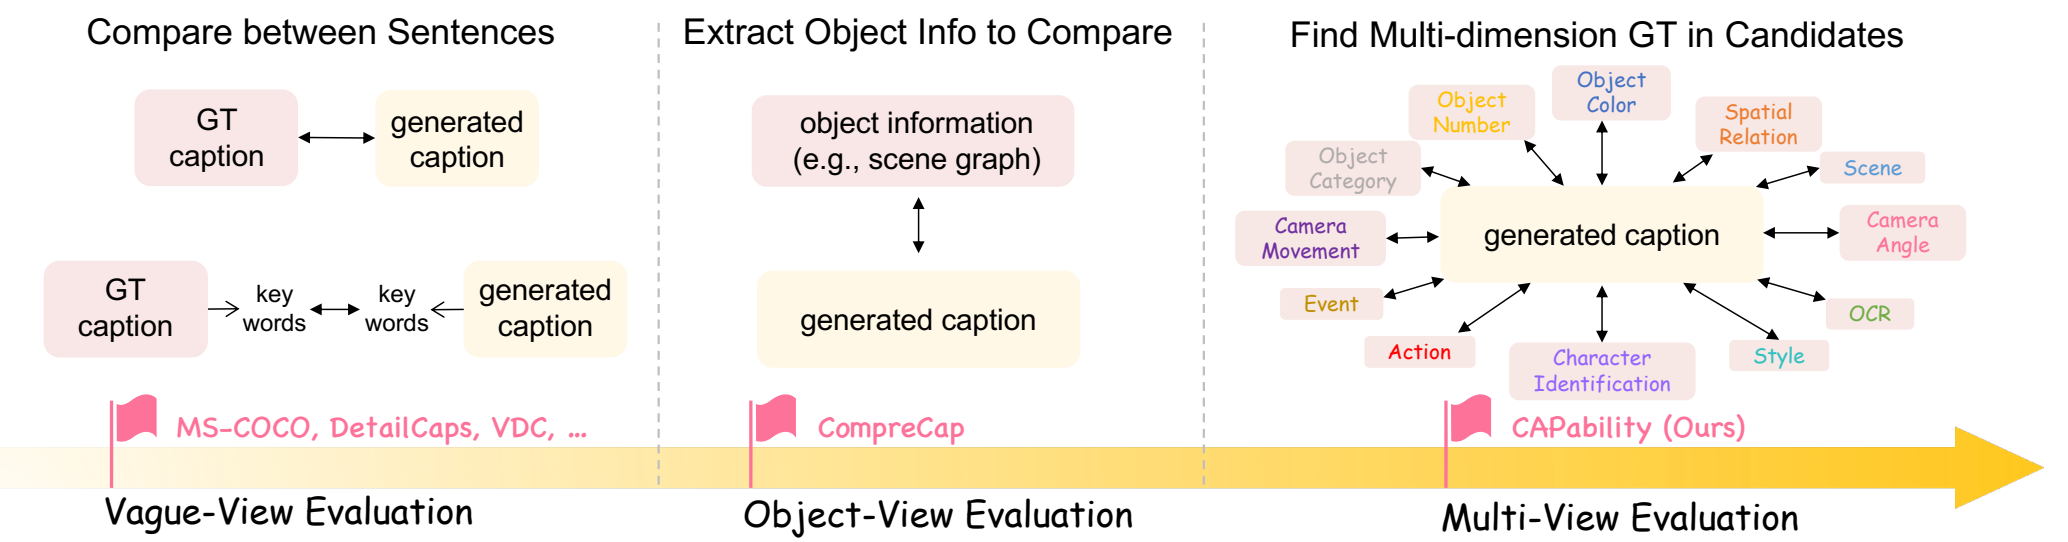 Compare between Sentences
GT
caption
generated
caption
GT
caption
key
words
key
words
generated
caption
MS-COCO, DetailCaps, VDC, ...
Vague-View Evaluation
Extract Object Info to Compare
object information
(e.g., scene graph)
generated caption
CompreCap
Object-View Evaluation
Find Multi-dimension GT in Candidates
Object
Color
Object
Number
Spatial
Relation
Object
Category
Scene
Camera
Movement
generated caption
Camera
Angle
Event
OCR
Action
Character
Identification
Style
CAPability (Ours)
Multi-View Evaluation